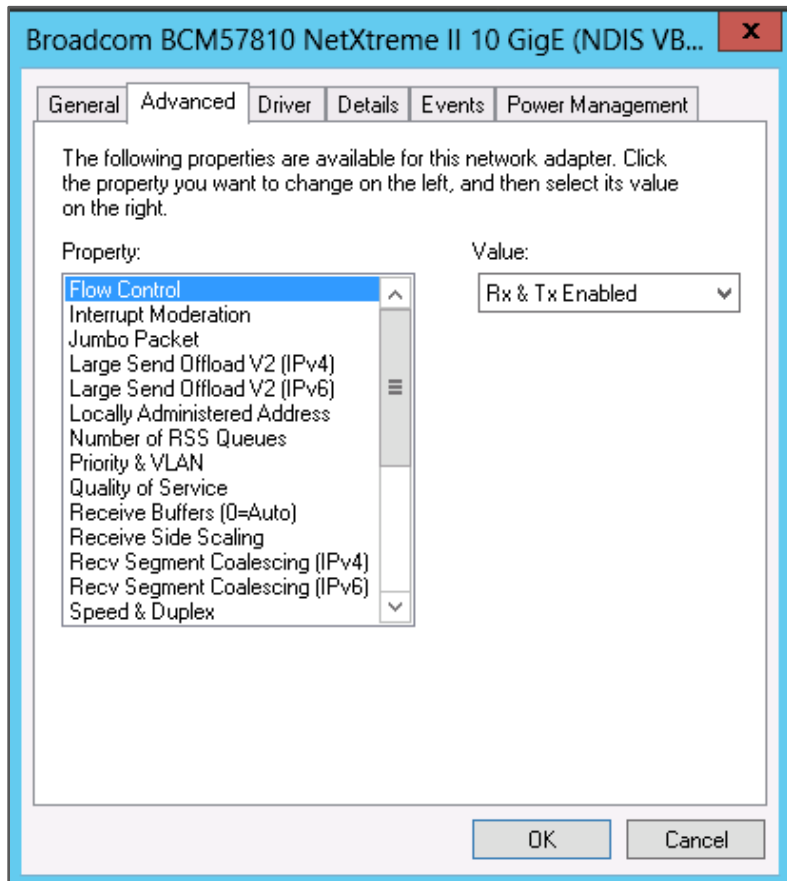 Broadcom BCM57810 NetXtreme II 10 GigE (NDIS VB...
x
General Advanced Driver Details Events Power Management
The following properties are available for this network adapter. Click
the property you want to change on the left, and then select its value
on the right.
Property:
Value:
Flow Control
Rx & Tx Enabled
Interrupt Moderation
Jumbo Packet
Large Send Offload V2 (IPv4)
Large Send Offload V2 (IPv6)
Locally Administered Address
Number of RSS Queues
Priority & VLAN
Quality of Service
Receive Buffers (0=Auto)
Receive Side Scaling
Recv Segment Coalescing (IPv4)
Recv Segment Coalescing (IPv6)
Speed & Duplex
OK
Cancel